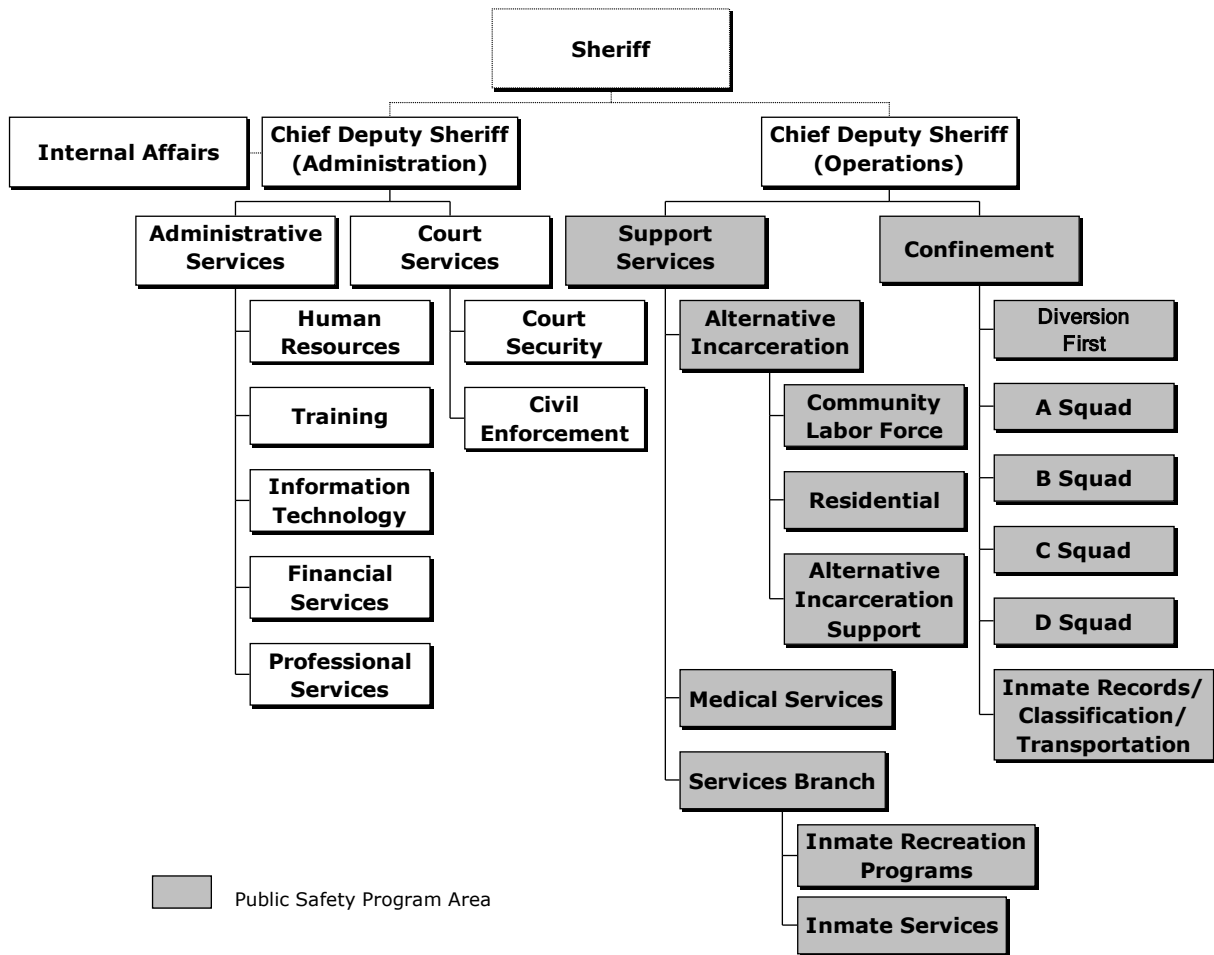 Sheriff
Internal Affairs
Chief Deputy Sheriff
(Administration)
Chief Deputy Sheriff
(Operations)
Administrative
Services
Court
Services
Support
Services
Confinement
Human
Resources
Training
Information
Technology
Financial
Services
Professional
Services
Court
Security
Civil
Enforcement
Alternative
Incarceration
Community
Labor Force
Residential
Alternative
Incarceration
Support
Medical Services
Services Branch
Inmate Recreation
Programs
Inmate Services
Diversion
First
A Squad
B Squad
C Squad
D Squad
Inmate Records/
Classification/
Transportation
Public Safety Program Area